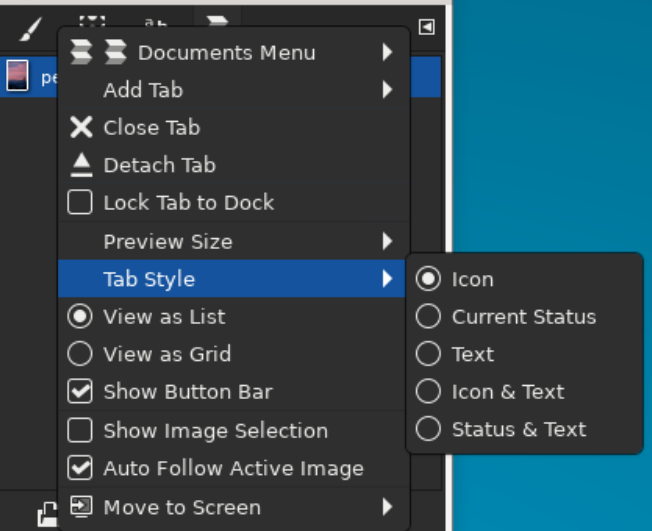 Documents Menu
Add Tab
Close Tab
Detach Tab
Lock Tab to Dock
Preview Size
Tab Style
View as List
View as Grid
Show Button Bar
Show Image Selection
Auto Follow Active Image
Move to Screen
Icon
Current Status
Text
Icon & Text
Status & Text